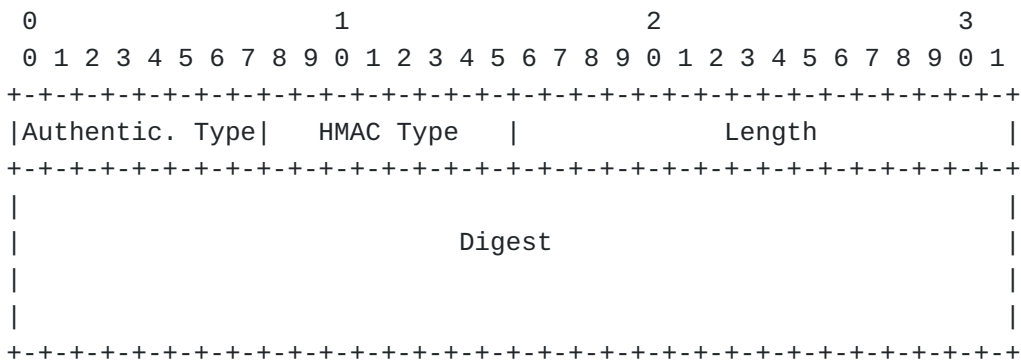 0                   1                   2                   3
 0 1 2 3 4 5 6 7 8 9 0 1 2 3 4 5 6 7 8 9 0 1 2 3 4 5 6 7 8 9 0 1
+-+-+-+-+-+-+-+-+-+-+-+-+-+-+-+-+-+-+-+-+-+-+-+-+-+-+-+-+-+-+-+-+
|Authentic. Type|   HMAC Type   |             Length            |
+-+-+-+-+-+-+-+-+-+-+-+-+-+-+-+-+-+-+-+-+-+-+-+-+-+-+-+-+-+-+-+-+
|                                                               |
|                            Digest                             |
|                                                               |
|                                                               |
+-+-+-+-+-+-+-+-+-+-+-+-+-+-+-+-+-+-+-+-+-+-+-+-+-+-+-+-+-+-+-+-+